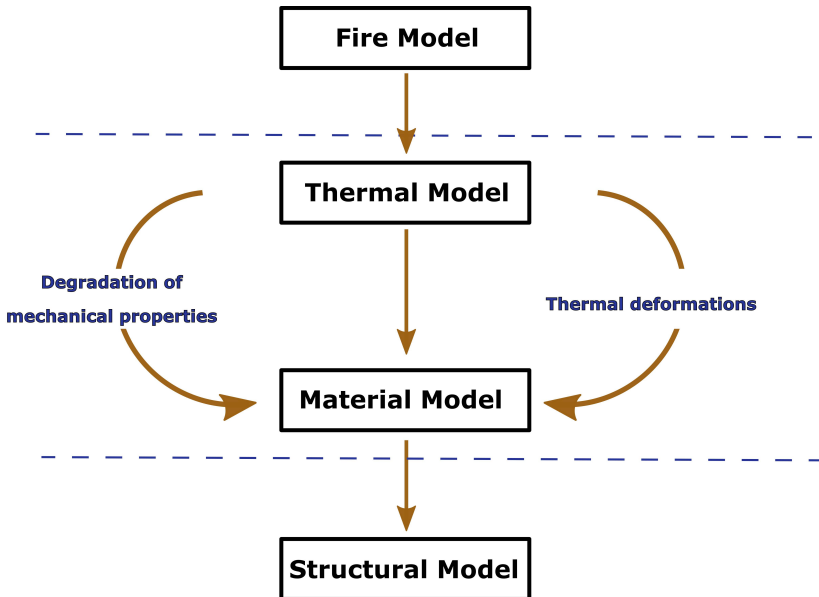 Fire Model
Thermal Model
Degradation of
mechanical properties
Thermal deformations
Material Model
Structural Model